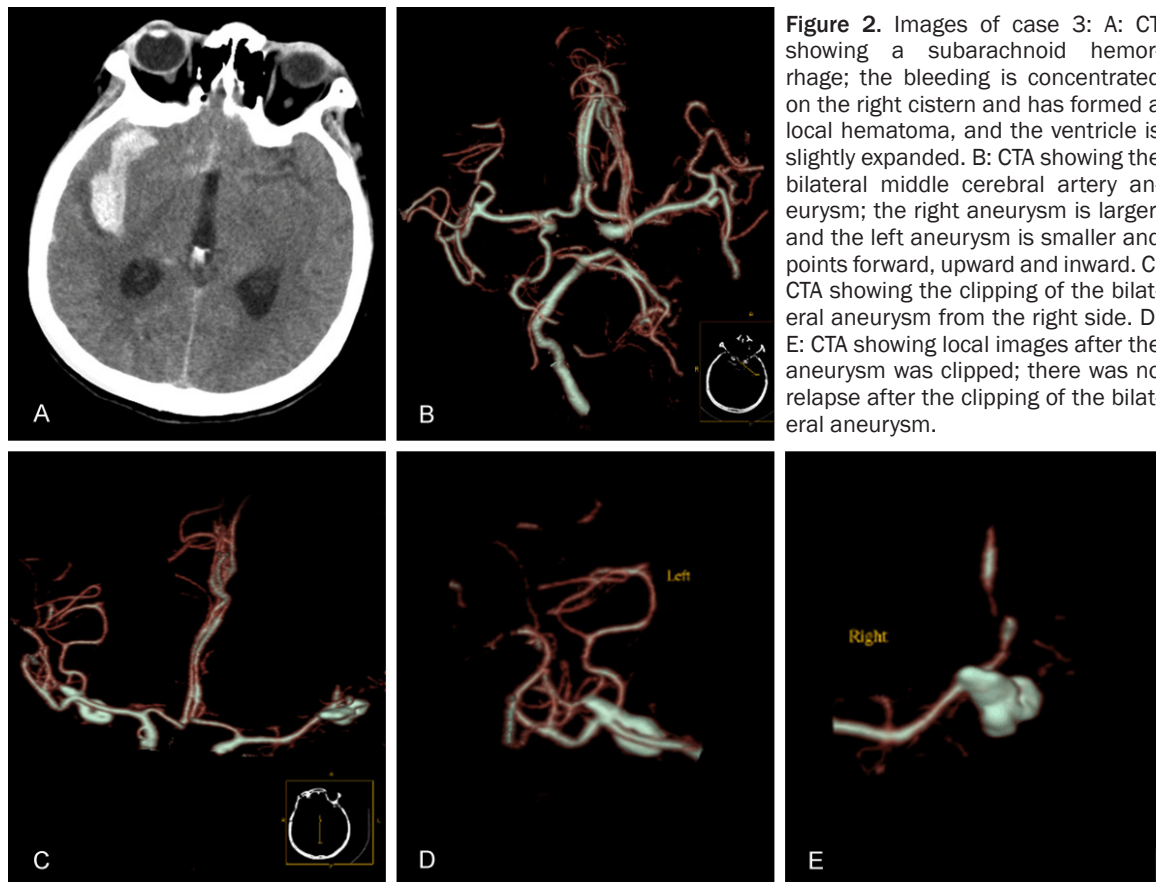 Figure 2. Images of case 3: A: CT
showing a subarachnoid hemor-
rhage; the bleeding is concentrated
on the right cistern and has formed a
local hematoma, and the ventricle is
slightly expanded. B: CTA showing the
bilateral middle cerebral artery an-
eurysm; the right aneurysm is larger
and the left aneurysm is smaller and
points forward, upward and inward. C:
CTA showing the clipping of the bilat-
eral aneurysm from the right side. D,
E: CTA showing local images after the
aneurysm was clipped; there was no
relapse after the clipping of the bilat-
eral aneurysm.
A
B
Left
Right
C
D
E